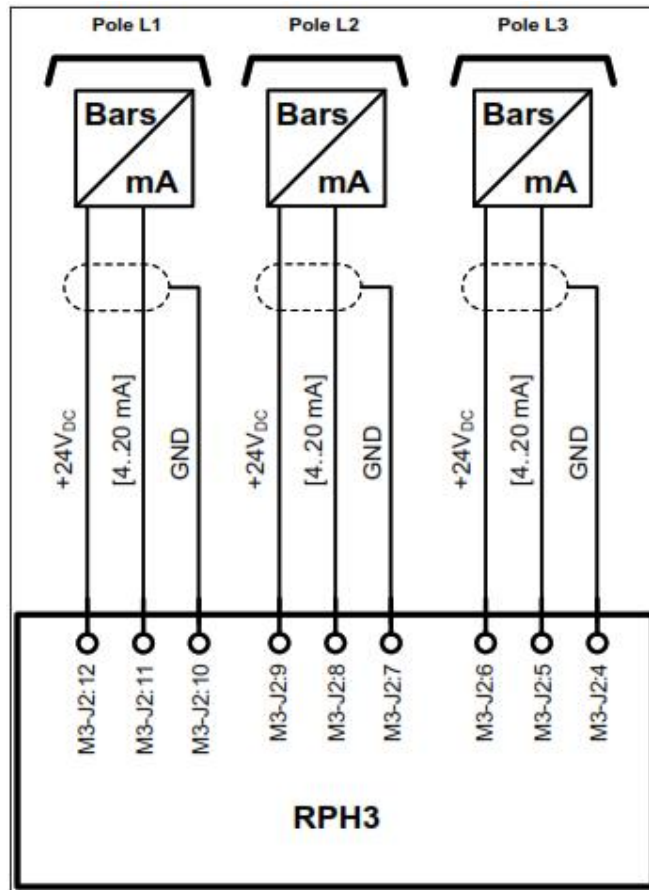 Pole L1 Pole L2 Pole L3
Bars Bars Bars
mA mA mA
+24VDC [4..20 mA] GND +24VDC [4..20 mA] GND +24VDC [4..20 mA] GND
M3-J2:12 M3-J2:11 M3-J2:10 M3-J2:9 M3-J2:8 M3-J2:7 M3-J2:6 M3-J2:5 M3-J2:4
RPH3